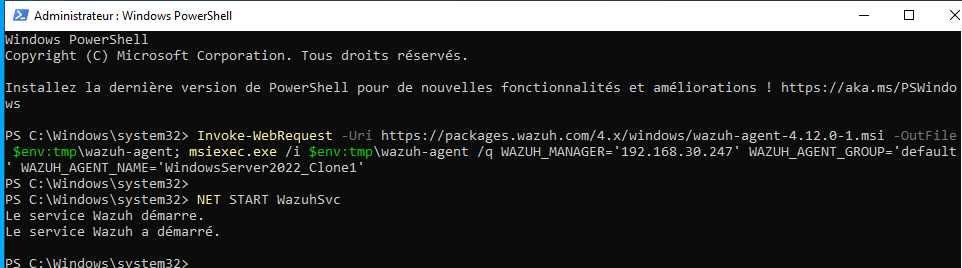 Administrateur : Windows PowerShell
Windows PowerShell
Copyright (C) Microsoft Corporation. Tous droits réservés.
Installez la dernière version de PowerShell pour de nouvelles fonctionnalités et améliorations ! https://aka.ms/PSWindo
ws
PS C:\Windows\system32> Invoke-WebRequest -Uri https://packages.wazuh.com/4.x/windows/wazuh-agent-4.12.0-1.msi -OutFile
 $env:tmp\wazuh-agent; msiexec.exe /i $env:tmp\wazuh-agent /q WAZUH_MANAGER='192.168.30.247' WAZUH_AGENT_GROUP='default
' WAZUH_AGENT_NAME='WindowsServer2022_Clone1'
PS C:\Windows\system32>
PS C:\Windows\system32> NET START WazuhSvc
Le service Wazuh démarre.
Le service Wazuh a démarré.
PS C:\Windows\system32>